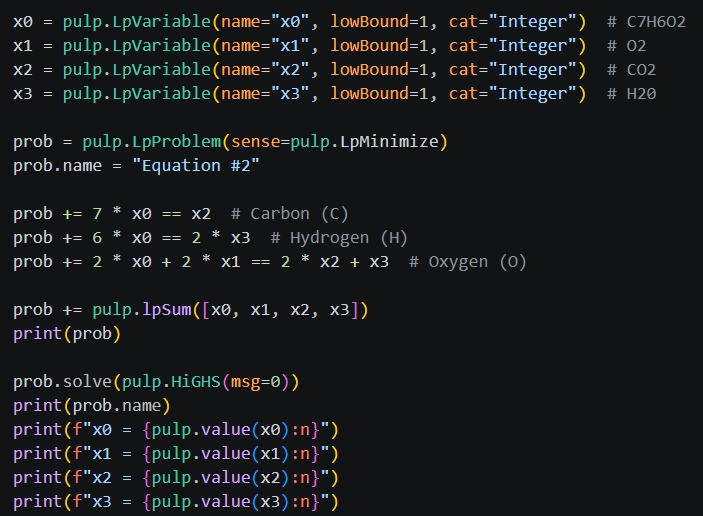 x0 = pulp.LpVariable(name="x0", lowBound=1, cat="Integer")  # C7H6O2
x1 = pulp.LpVariable(name="x1", lowBound=1, cat="Integer")  # O2
x2 = pulp.LpVariable(name="x2", lowBound=1, cat="Integer")  # CO2
x3 = pulp.LpVariable(name="x3", lowBound=1, cat="Integer")  # H20
prob = pulp.LpProblem(sense=pulp.LpMinimize)
prob.name = "Equation #2"
prob += 7 * x0 == x2  # Carbon (C)
prob += 6 * x0 == 2 * x3  # Hydrogen (H)
prob += 2 * x0 + 2 * x1 == 2 * x2 + x3  # Oxygen (O)
prob += pulp.lpSum([x0, x1, x2, x3])
print(prob)
prob.solve(pulp.HiGHS(msg=0))
print(prob.name)
print(f"x0 = {pulp.value(x0):n}")
print(f"x1 = {pulp.value(x1):n}")
print(f"x2 = {pulp.value(x2):n}")
print(f"x3 = {pulp.value(x3):n}")